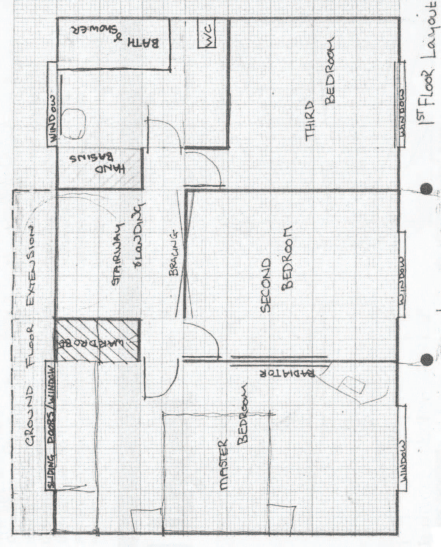 1ST FLOOR Layout
BATH &
SHOWER
WC
THIRD
BEDROOM
WINDOW
WINDOW
HAND
BASINS
STAIRWAY
& LANDING
BRACING
SECOND
BEDROOM
WINDOW
GROUND FLOOR EXTENSION
WARDROBE
SLIDING DOORS/WINDOW
RADIATOR
MASTER
BEDROOM
WINDOW